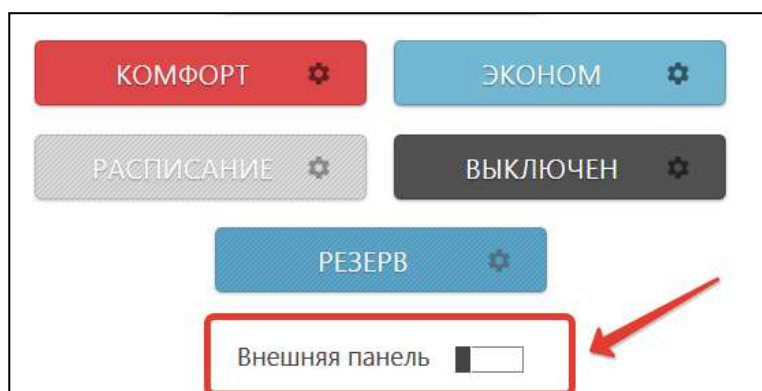 КОМФОРТ
ЭКОНОМ
РАСПИСАНИЕ
ВЫКЛЮЧЕН
РЕЗЕРВ
Внешняя панель